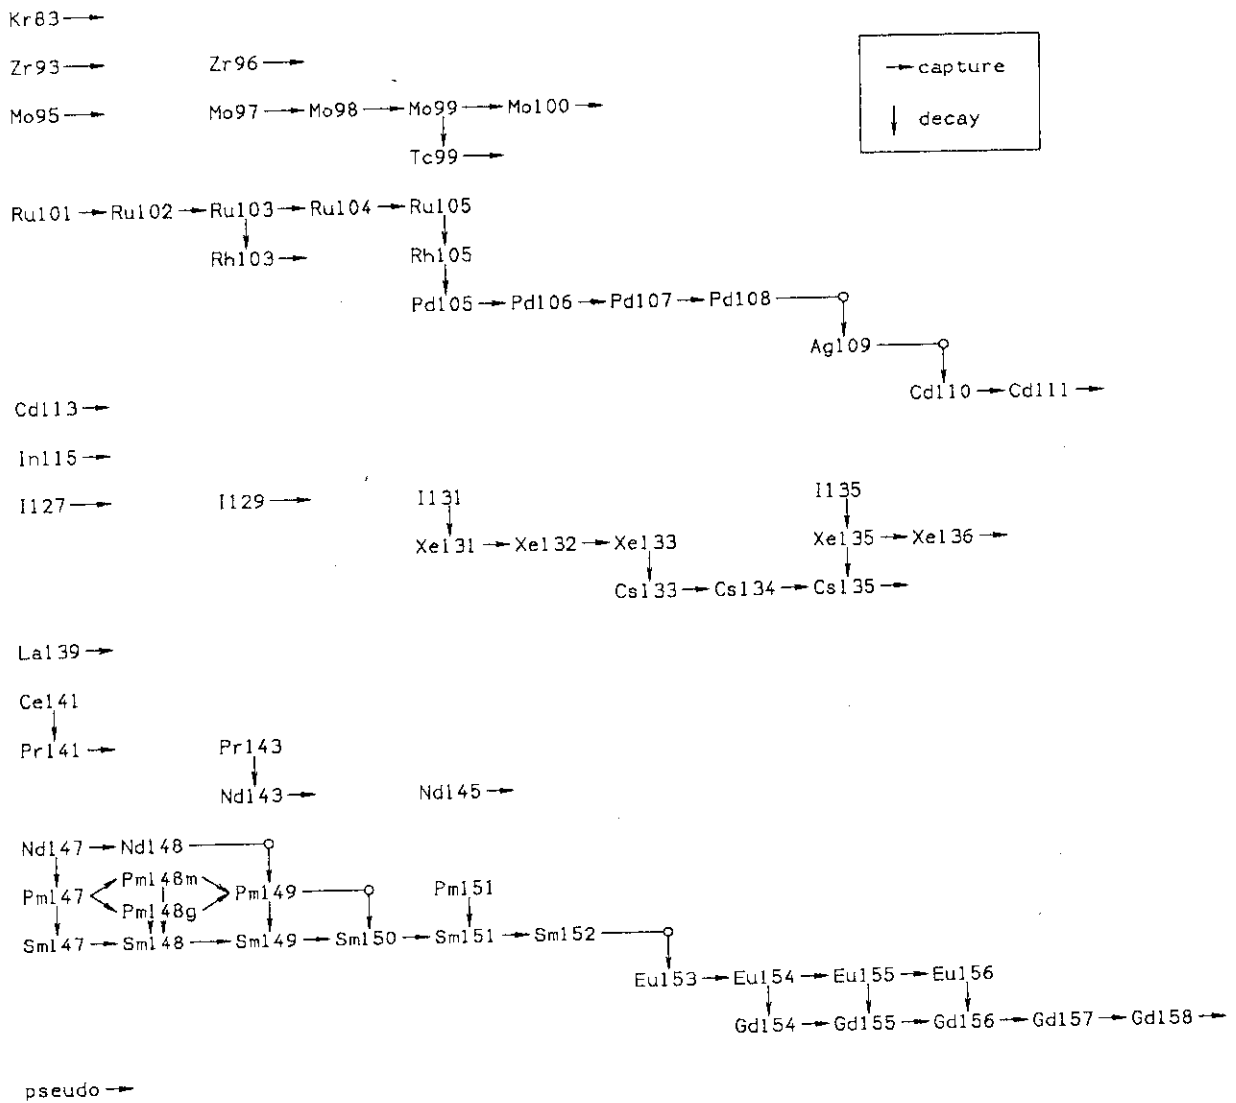 Kr83
capture
Zr93 Zr96
Mo95 Mo97 Mo98 Mo99 Mo100
decay
Tc99
Ru101 Ru102 Ru103 Ru104 Ru105
Rh103 Rh105
Pd105 Pd106 Pd107 Pd108
Ag109
Cd110 Cd111
Cd113
In115
I127 I129 I131 I135
Xe131 Xe132 Xe133 Xe135 Xe136
Cs133 Cs134 Cs135
La139
Ce141
Pr141 Pr143
Nd143 Nd145
Nd147 Nd148
Pm148m
Pm147 Pm149 Pm151
Pm148g
Sm147 Sm148 Sm149 Sm150 Sm151 Sm152
Eu153 Eu154 Eu155 Eu156
Gd154 Gd155 Gd156 Gd157 Gd158
pseudo